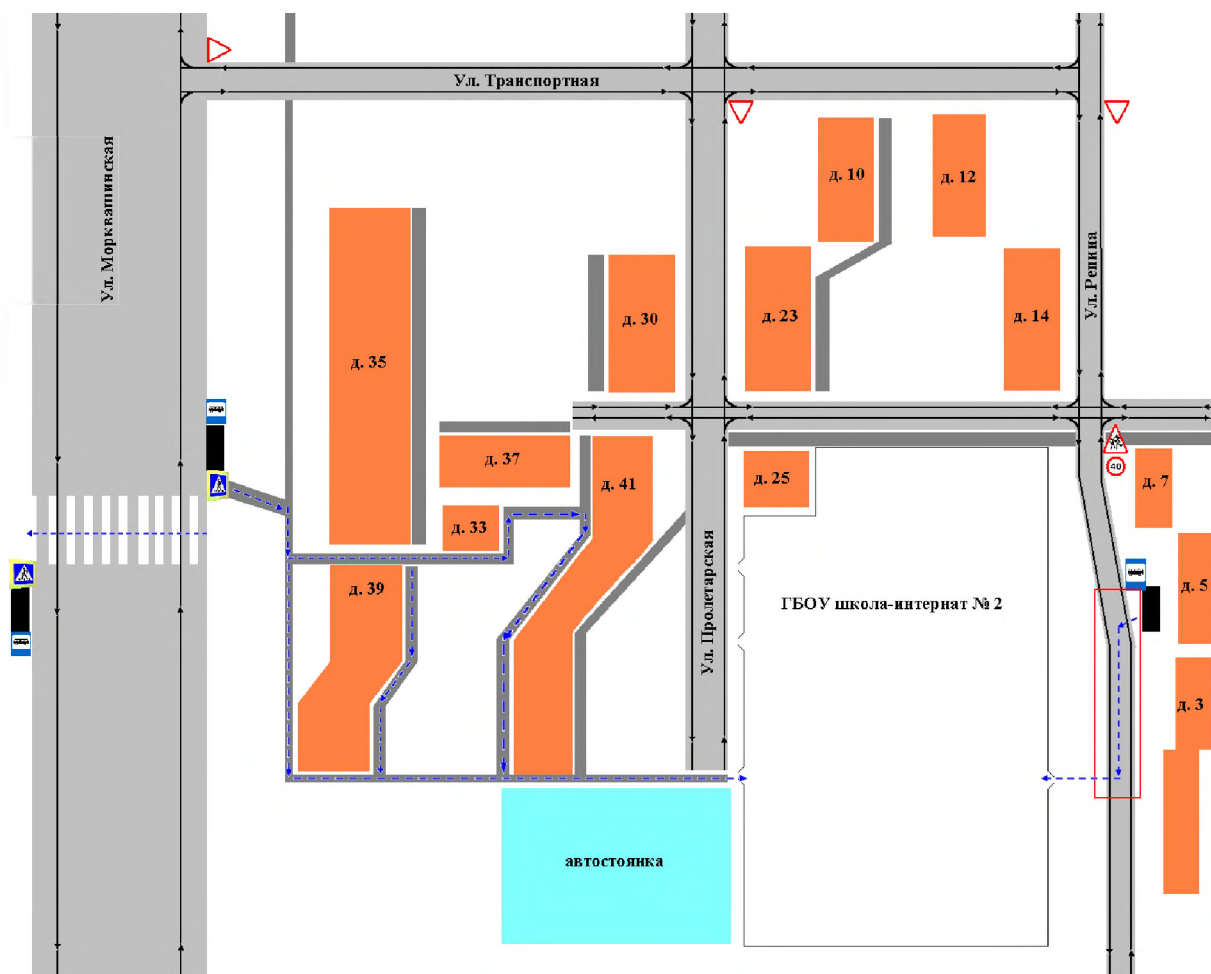 Ул. Транспортная
Ул. Морквашинская
д. 10
д. 12
Ул. Репина
д. 30
д. 23
д. 14
д. 35
д. 37
д. 41
д. 25
40
д. 7
д. 33
д. 39
Ул. Пролетарская
ГБОУ школа-интернат № 2
д. 5
д. 3
автостоянка